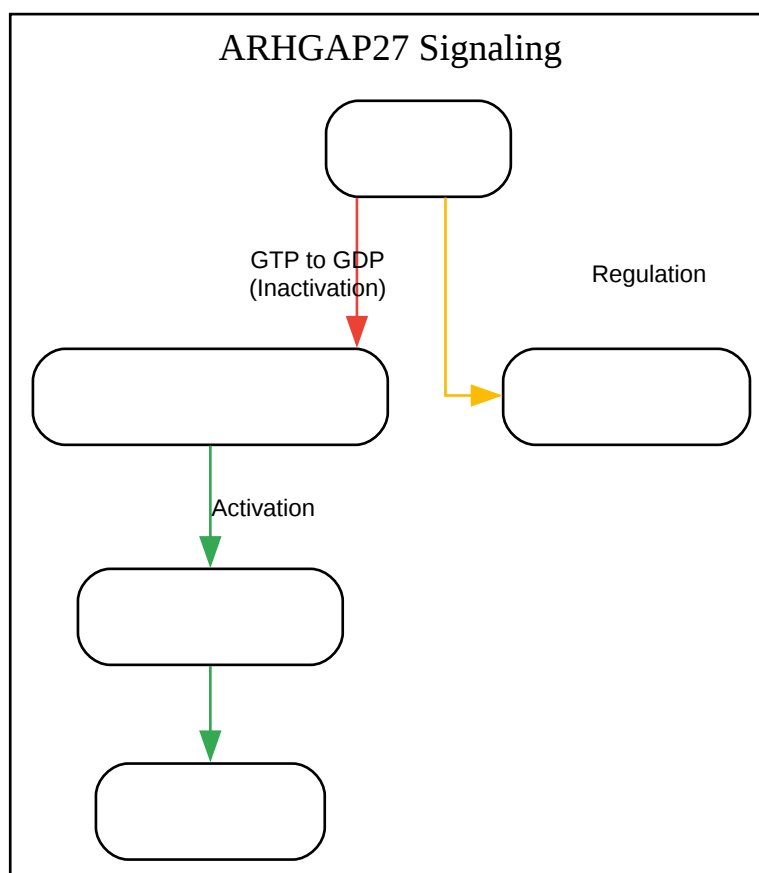 ARHGAP27 Signaling
GTP to GDP
(Inactivation)
Regulation
Activation